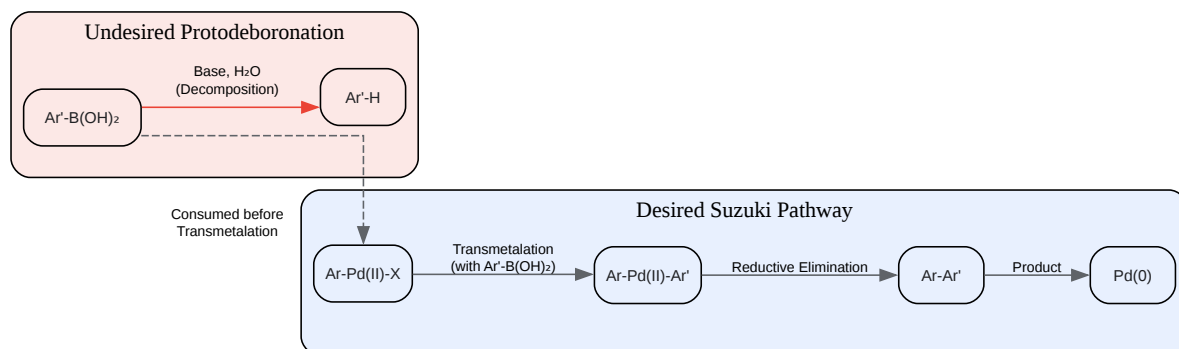 Undesired Protodeboronation
Base, H₂O
(Decomposition)
Ar'-B(OH)₂
Ar'-H
Consumed before
Transmetalation
Desired Suzuki Pathway
Ar-Pd(II)-X
Transmetalation
(with Ar'-B(OH)₂)
Ar-Pd(II)-Ar'
Reductive Elimination
Ar-Ar'
Product
Pd(0)